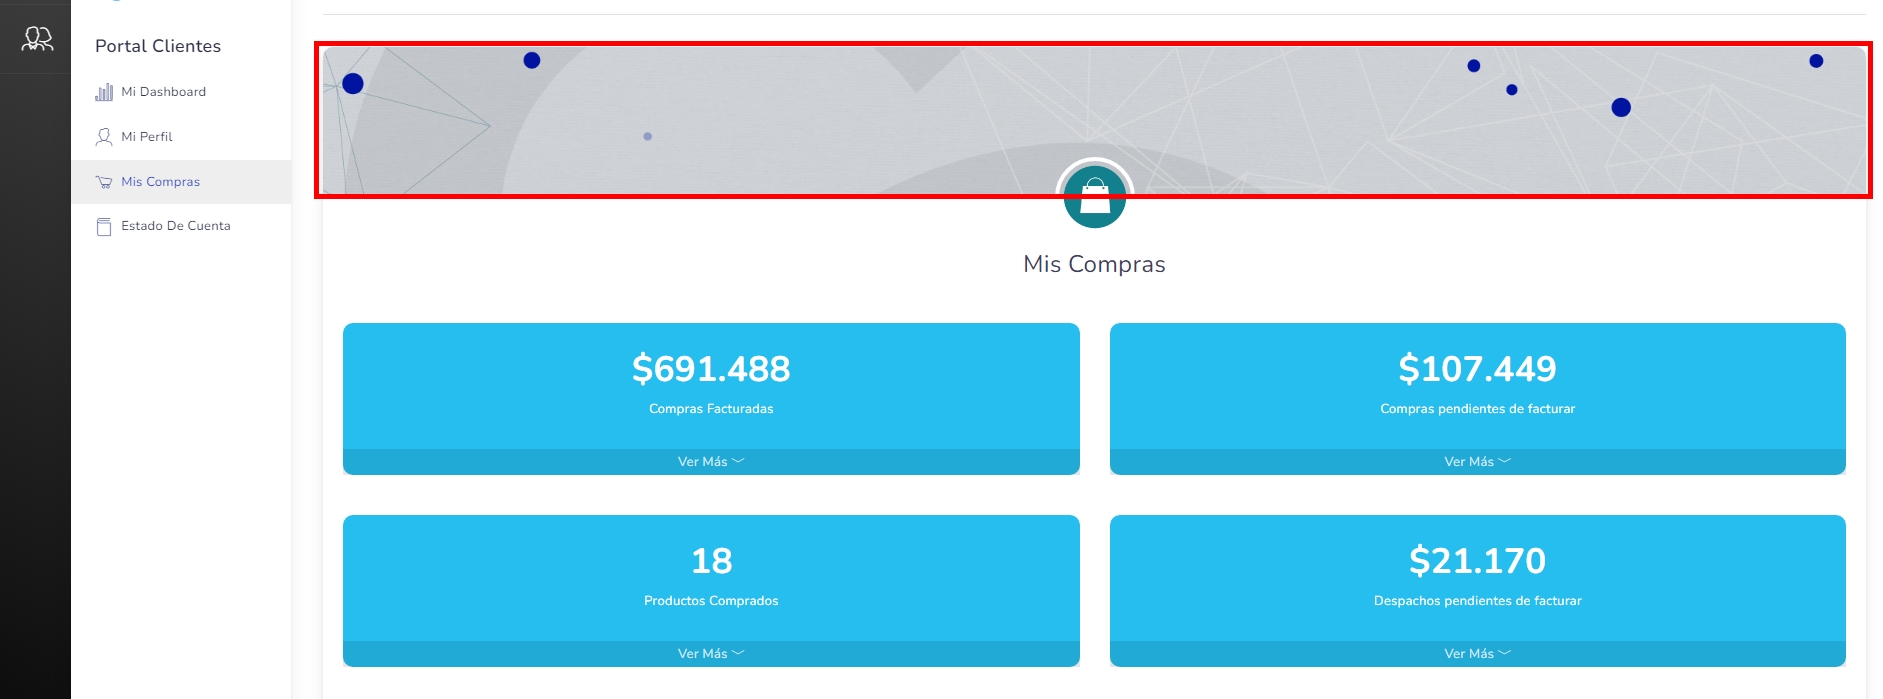 Portal Clientes
Mi Dashboard
Mi Perfil
Mis Compras
Estado De Cuenta
Mis Compras
$691.488
Compras Facturadas
Ver Más
$107.449
Compras pendientes de facturar
Ver Más
18
Productos Comprados
Ver Más
$21.170
Despachos pendientes de facturar
Ver Más